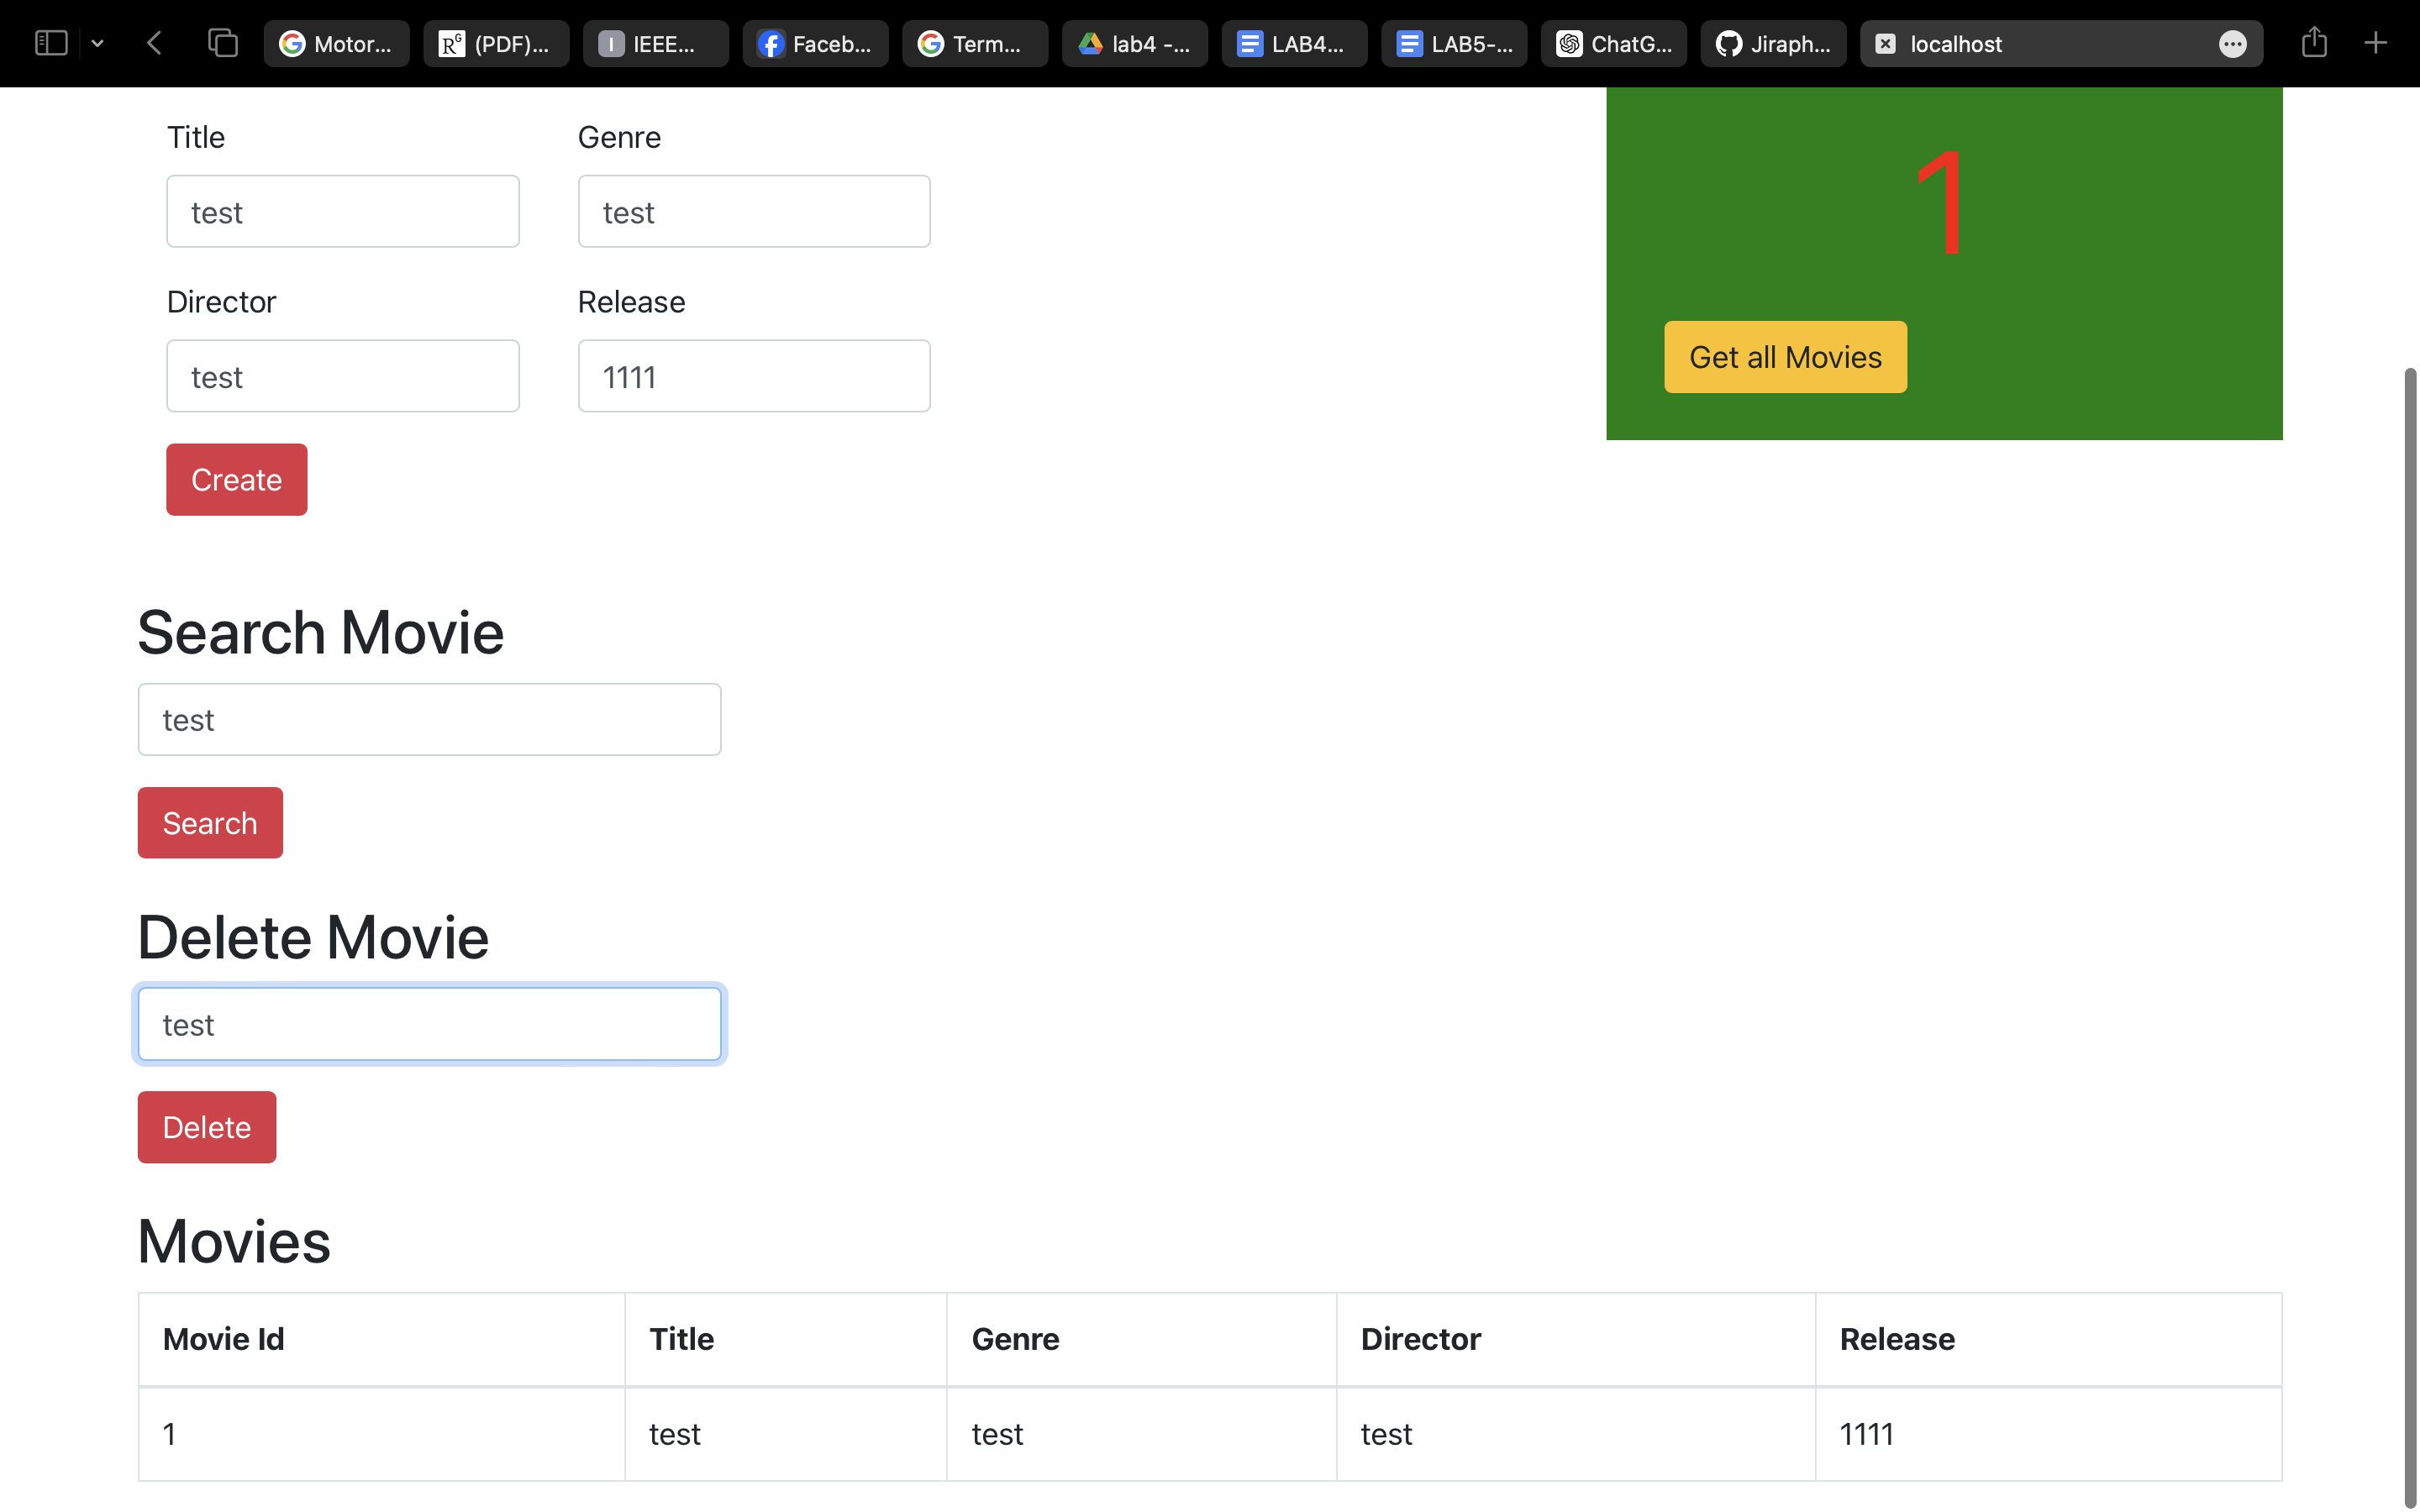 Motor...
(PDF)...
IEEE...
Faceb...
Term...
lab4 -...
LAB4...
LAB5-...
ChatG...
Jiraph...
localhost
Title
Genre
test
test
Director
Release
test
1111
Create
1
Get all Movies
Search Movie
test
Search
Delete Movie
test
Delete
Movies
Movie Id Title Genre Director Release
1 test test test 1111